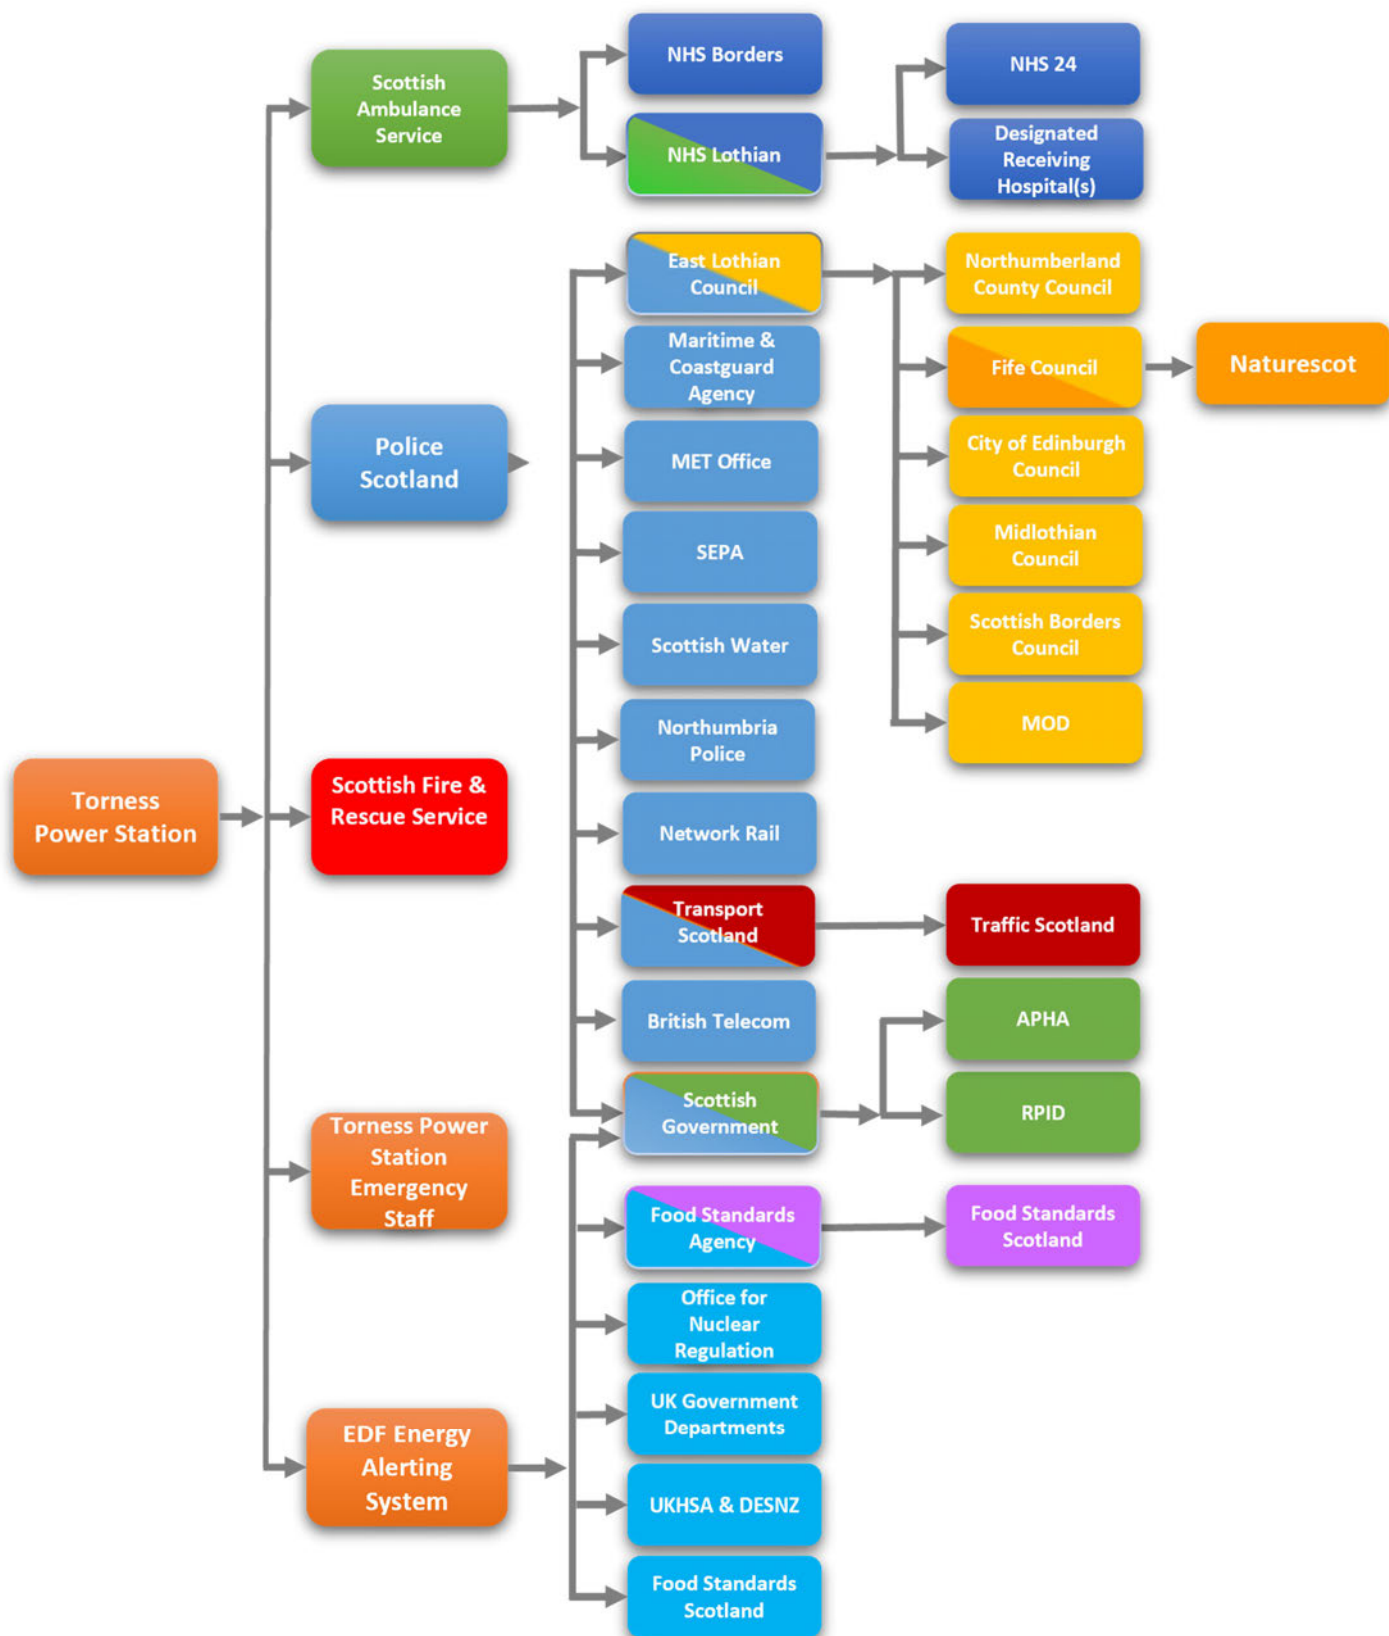 Torness
Power Station
Scottish
Ambulance
Service
Police
Scotland
Scottish Fire &
Rescue Service
Torness Power
Station
Emergency
Staff
EDF Energy
Alerting
System
NHS Borders
NHS Lothian
NHS 24
Designated
Receiving
Hospital(s)
East Lothian
Council
Maritime &
Coastguard
Agency
MET Office
SEPA
Scottish Water
Northumbria
Police
Network Rail
Transport
Scotland
British Telecom
Scottish
Government
Food Standards
Agency
Office for
Nuclear
Regulation
UK Government
Departments
UKHSA & DESNZ
Food Standards
Scotland
Northumberland
County Council
Fife Council
City of Edinburgh
Council
Midlothian
Council
Scottish Borders
Council
MOD
Traffic Scotland
APHA
RPID
Food Standards
Scotland
Naturescot